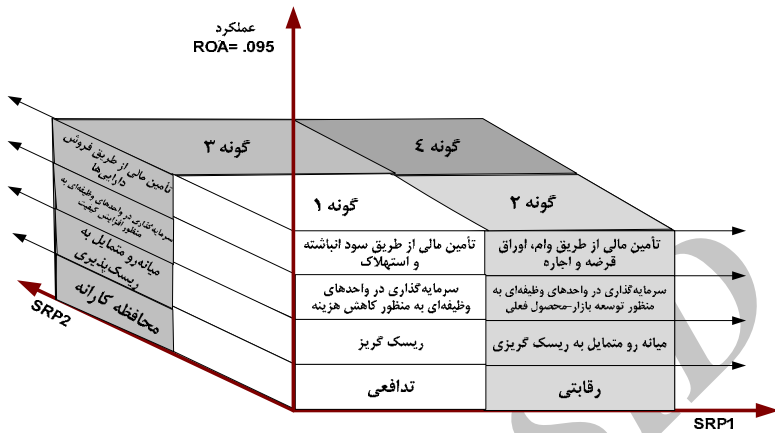 عملکرد
ROA= .095
گونه ۳
گونه ٤
گونه ۱
گونه ۲
تأمین مالی از طریق فروش
دارایی‌ها
سرمایه‌گذاری در واحدهای وظیفه‌ای به
منظور افزایش کیفیت
میانه‌رو متمایل به
ریسک‌پذیری
محافظه کارانه
تأمین مالی از طریق سود انباشته
و استهلاک
سرمایه‌گذاری در واحدهای
وظیفه‌ای به منظور کاهش هزینه
ریسک گریز
تدافعی
تأمین مالی از طریق وام، اوراق
قرضه و اجاره
سرمایه‌گذاری در واحدهای وظیفه‌ای به
منظور توسعه بازار-محصول فعلی
میانه رو متمایل به ریسک گریزی
رقابتی
SRP2
SRP1